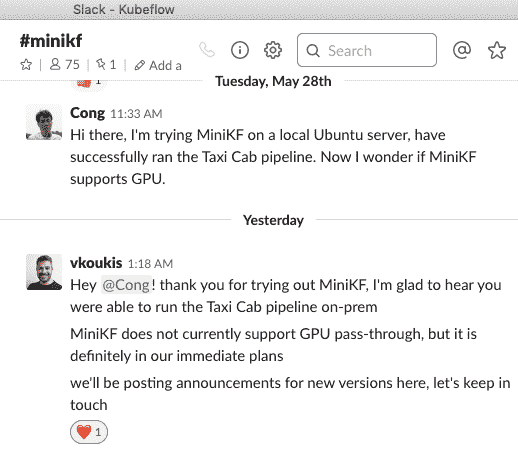 Slack - Kubeflow
#minikf
75
1
Add a
Search
1
Tuesday, May 28th
Cong 11:33 AM
Hi there, I'm trying MiniKF on a local Ubuntu server, have
successfully ran the Taxi Cab pipeline. Now I wonder if MiniKF
supports GPU.
Yesterday
vkoukis 1:18 AM
Hey @Cong! thank you for trying out MiniKF, I'm glad to hear you
were able to run the Taxi Cab pipeline on-prem
MiniKF does not currently support GPU pass-through, but it is
definitely in our immediate plans
we'll be posting announcements for new versions here, let's keep in
touch
1